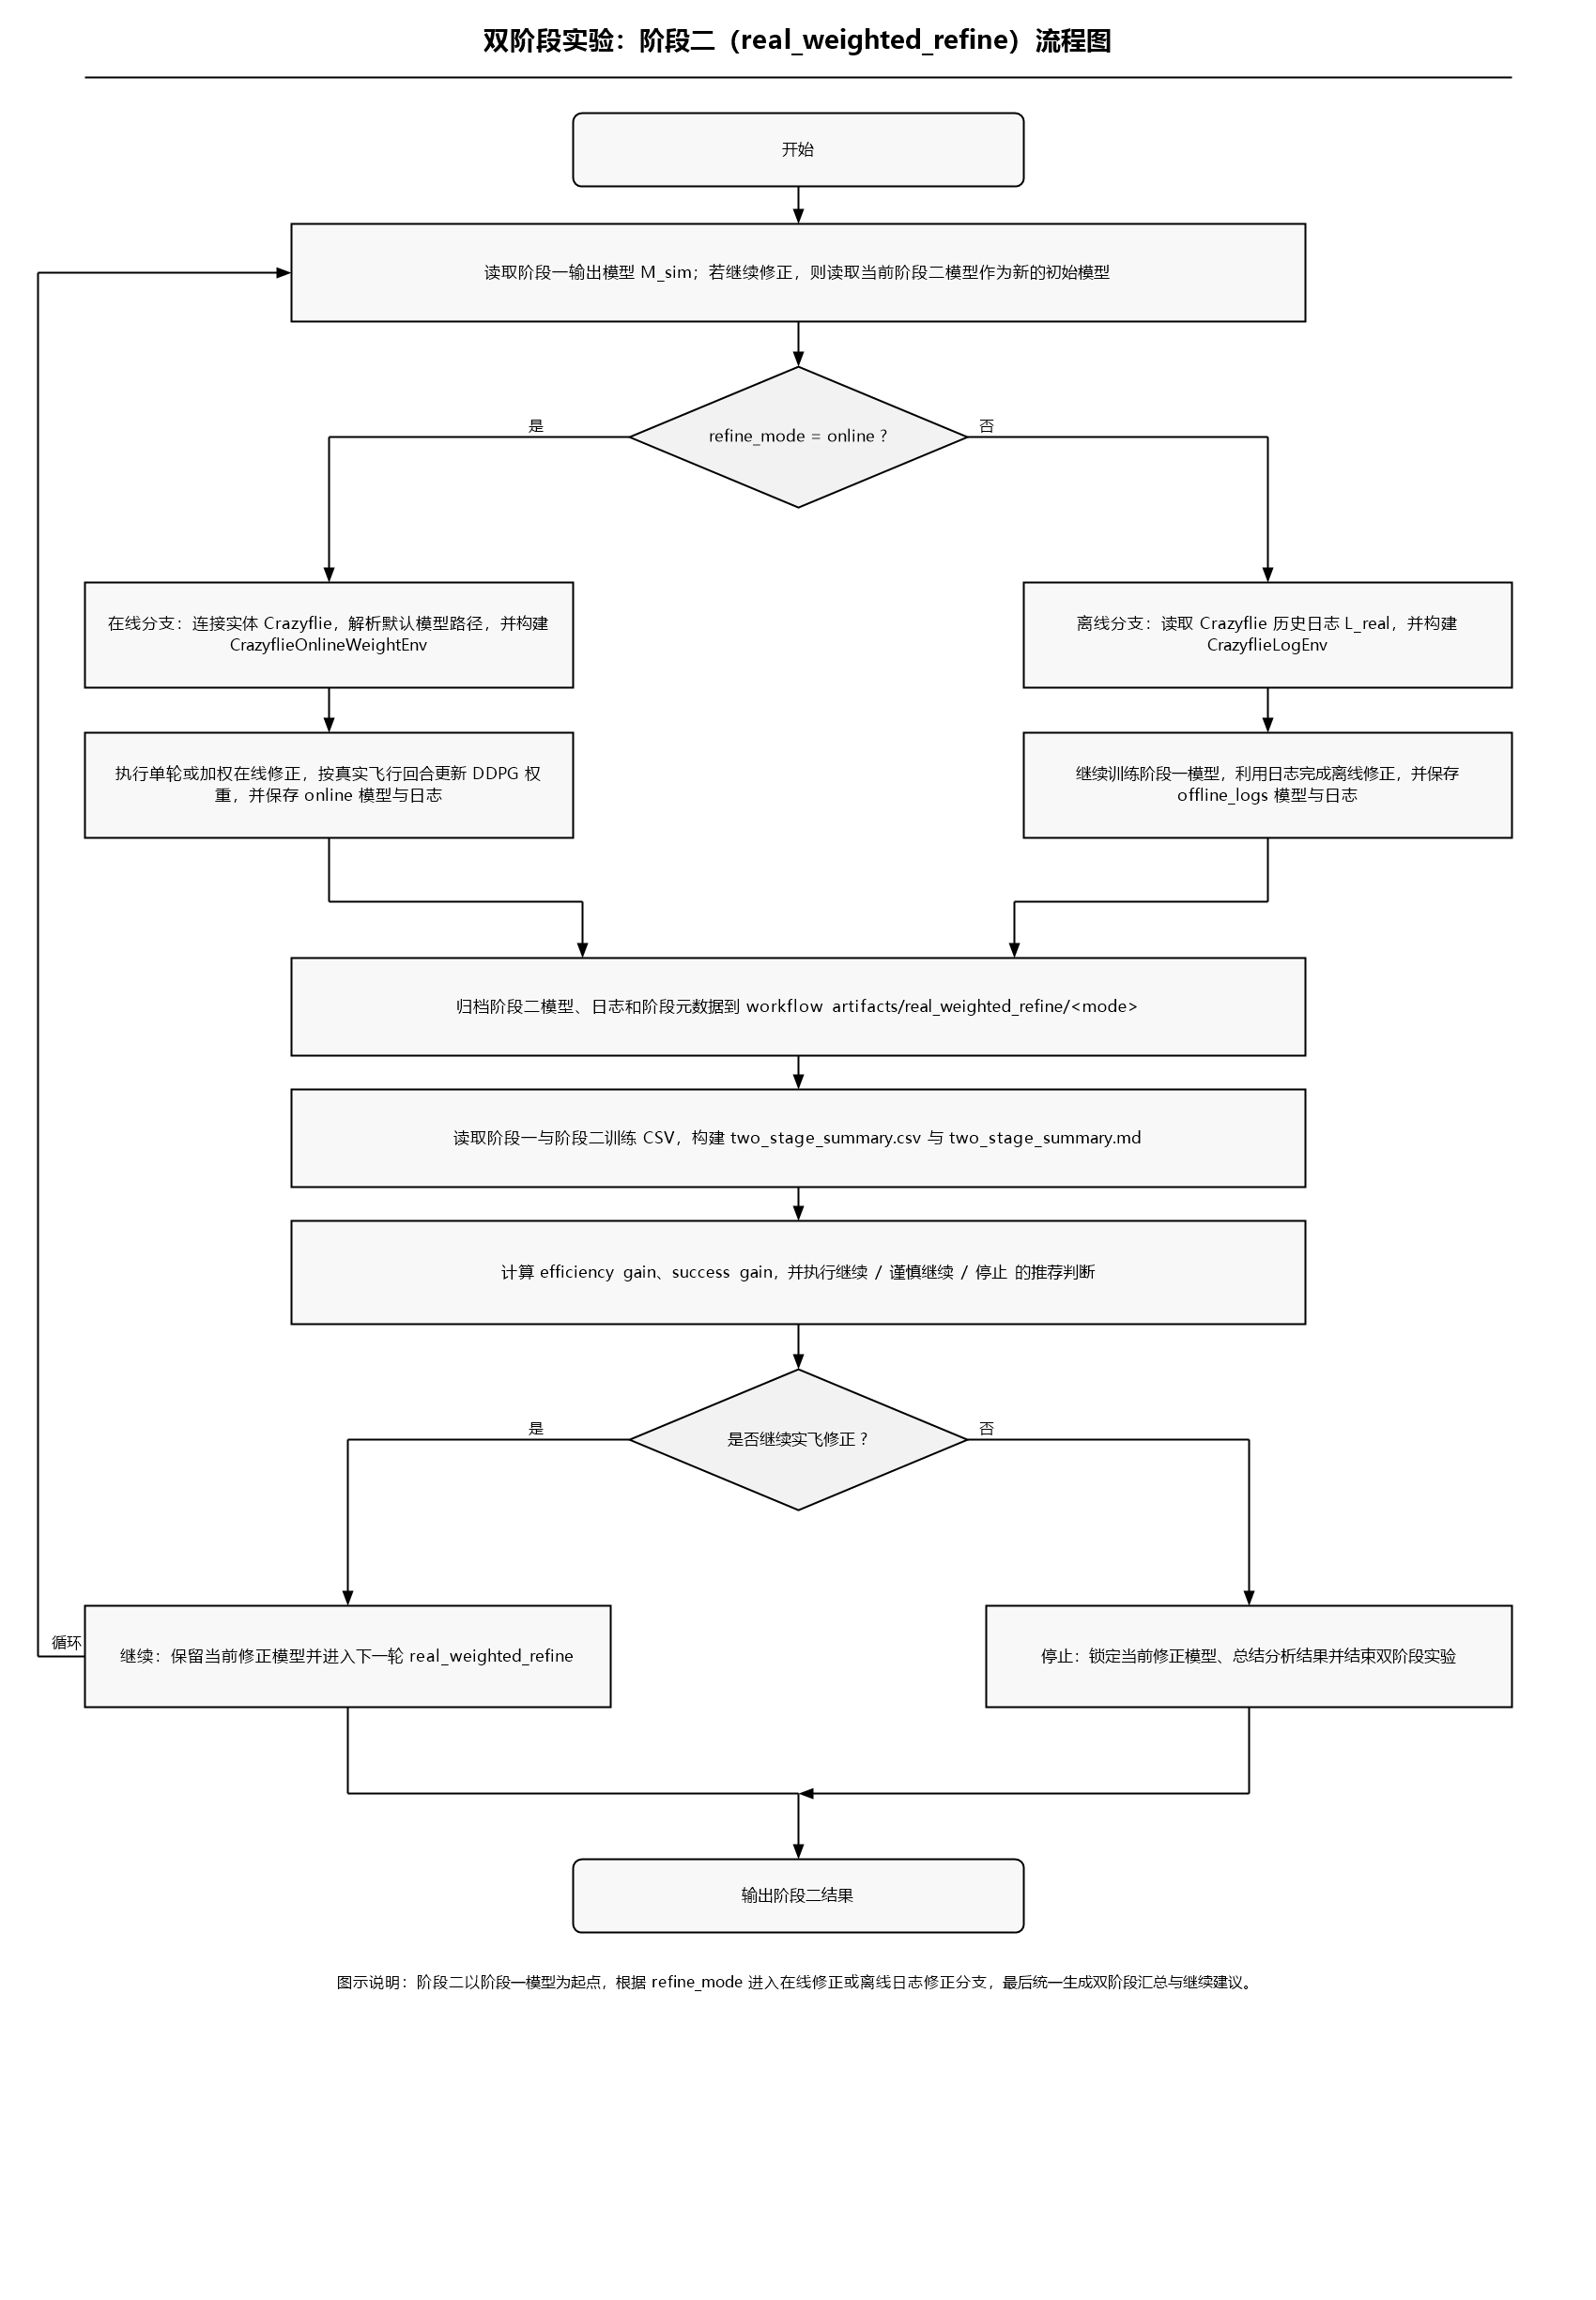 双阶段实验：阶段二（real_weighted_refine）流程图
开始
读取阶段一输出模型 M_sim；若继续修正，则读取当前阶段二模型作为新的初始模型
refine_mode = online ?
是
否
在线分支：连接实体 Crazyflie，解析默认模型路径，并构建
CrazyflieOnlineWeightEnv
离线分支：读取 Crazyflie 历史日志 L_real，并构建
CrazyflieLogEnv
执行单轮或加权在线修正，按真实飞行回合更新 DDPG 权
重，并保存 online 模型与日志
继续训练阶段一模型，利用日志完成离线修正，并保存
offline_logs 模型与日志
归档阶段二模型、日志和阶段元数据到 workflow artifacts/real_weighted_refine/<mode>
读取阶段一与阶段二训练 CSV，构建 two_stage_summary.csv 与 two_stage_summary.md
计算 efficiency gain、success gain，并执行继续 / 谨慎继续 / 停止 的推荐判断
是否继续实飞修正？
是
否
循环
继续：保留当前修正模型并进入下一轮 real_weighted_refine
停止：锁定当前修正模型、总结分析结果并结束双阶段实验
输出阶段二结果
图示说明：阶段二以阶段一模型为起点，根据 refine_mode 进入在线修正或离线日志修正分支，最后统一生成双阶段汇总与继续建议。